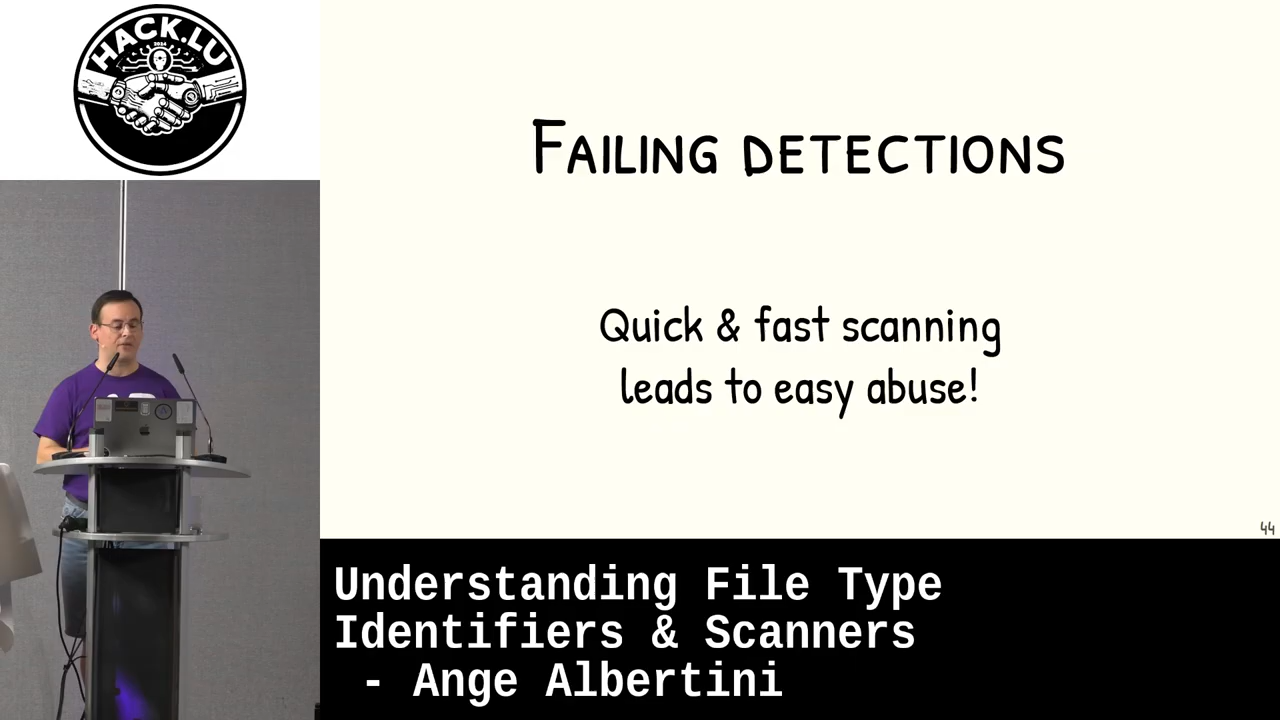 HACK.LU
2024
FAILING DETECTIONS
Quick & fast scanning
leads to easy abuse!
44
Understanding File Type
Identifiers & Scanners
- Ange Albertini